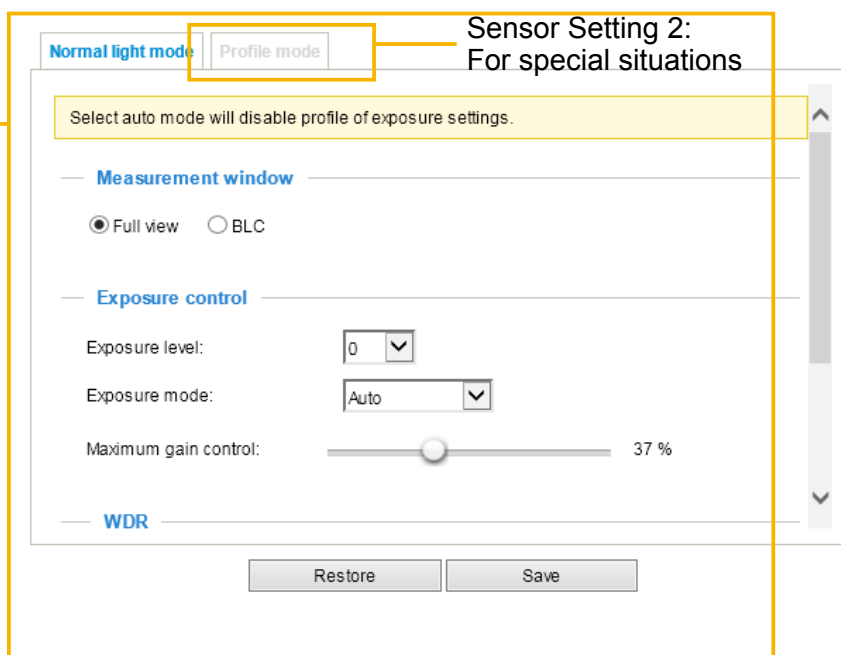 Sensor Setting 2:
For special situations
Normal light mode
Profile mode
Select auto mode will disable profile of exposure settings.
Measurement window
Full view BLC
Exposure control
Exposure level: 0
Exposure mode: Auto
Maximum gain control: 37 %
WDR
Restore Save